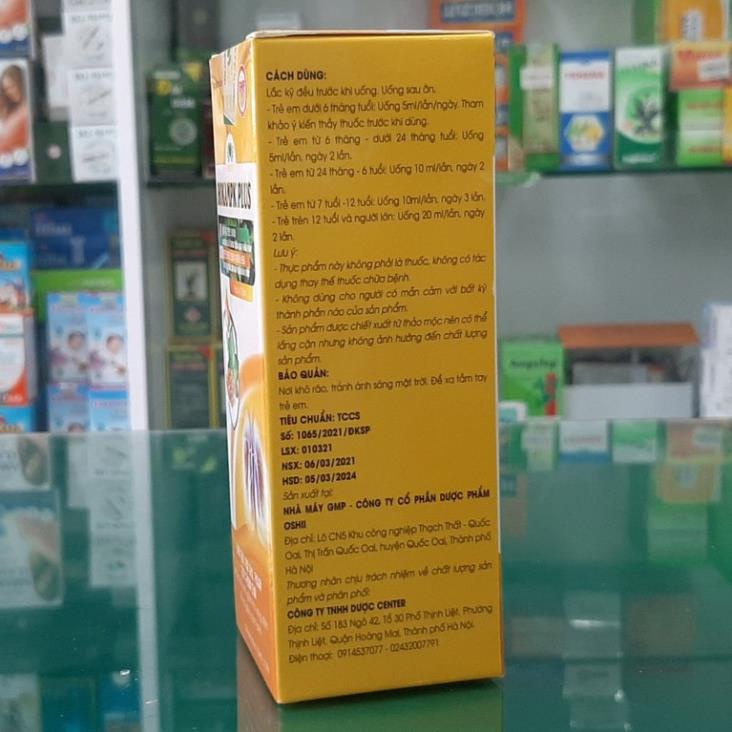 CÁCH DÙNG:
Lắc kỹ đều trước khi uống. Uống sau ăn.
- Trẻ em dưới 6 tháng tuổi: Uống 5ml/lần/ngày. Tham
khảo ý kiến thầy thuốc trước khi dùng.
- Trẻ em từ 6 tháng - dưới 24 tháng tuổi: Uống
5ml/lần, ngày 2 lần.
- Trẻ em từ 24 tháng - 6 tuổi: Uống 10 ml/lần, ngày 2
lần.
- Trẻ em từ 7 tuổi -12 tuổi: Uống 10ml/lần, ngày 3 lần.
- Trẻ trên 12 tuổi và người lớn: Uống 20 ml/lần, ngày
2 lần.
Lưu ý:
- Thực phẩm này không phải là thuốc, không có tác
dụng thay thế thuốc chữa bệnh.
- Không dùng cho người có mẫn cảm với bất kỳ
thành phần nào của sản phẩm.
- Sản phẩm được chiết xuất từ thảo mộc nên có thể
lắng cặn nhưng không ảnh hưởng đến chất lượng
sản phẩm.
BẢO QUẢN:
Nơi khô ráo, tránh ánh sáng mặt trời. Để xa tầm tay
trẻ em.
TIÊU CHUẨN: TCCS
Số: 1065/2021/ĐKSP
LSX: 010321
NSX: 06/03/2021
HSD: 05/03/2024
Sản xuất tại:
NHÀ MÁY GMP - CÔNG TY CỔ PHẦN DƯỢC PHẨM
OSHII
Địa chỉ: Lô CN5 Khu công nghiệp Thạch Thất - Quốc
Oai, Thị Trấn Quốc Oai, huyện Quốc Oai, Thành phố
Hà Nội
Thương nhân chịu trách nhiệm về chất lượng sản
phẩm và phân phối:
CÔNG TY TNHH DƯỢC CENTER
Địa chỉ: Số 183 Ngõ 42, Tổ 30 Phố Thịnh Liệt, Phường
Thịnh Liệt, Quận Hoàng Mai, Thành phố Hà Nội.
Điện thoại: 0914537077 - 02432007791
PLUS